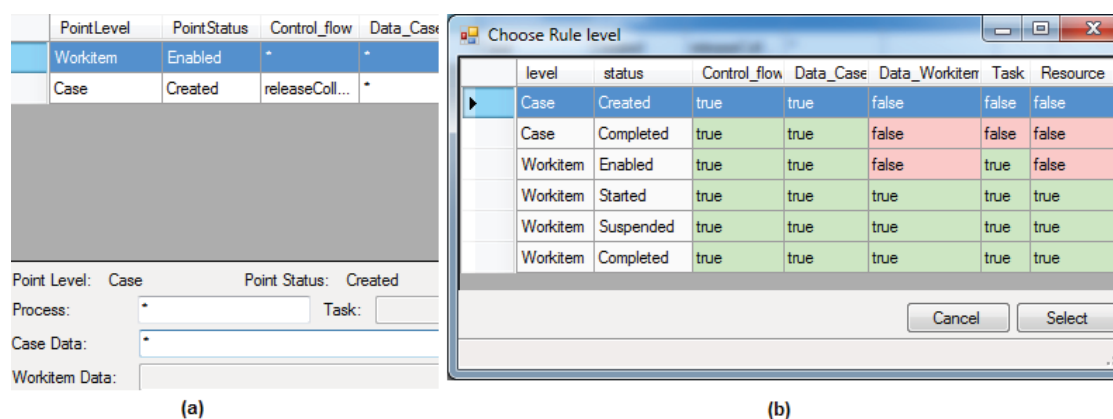 PointLevel PointStatus Control_flow Data_Case
Workitem Enabled * *
Case Created releaseColl... *
Point Level: Case Point Status: Created
Process: * Task:
Case Data: *
Workitem Data:
(a)
Choose Rule level
level status Control_flow Data_Case Data_Workitem Task Resource
Case Created true true false false false
Case Completed true true false false false
Workitem Enabled true true false true false
Workitem Started true true true true true
Workitem Suspended true true true true true
Workitem Completed true true true true true
Cancel Select
(b)